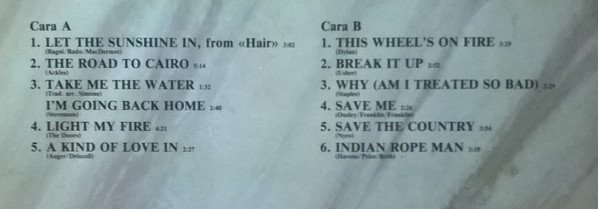 Cara A
1. LET THE SUNSHINE IN, from «Hair» 3:02
(Ragni/Rado/MacDermot)
2. THE ROAD TO CAIRO 5:14
(Ackles)
3. TAKE ME THE WATER 1:32
(Trad. arr. Simone)
I'M GOING BACK HOME 2:40
(Stevenson)
4. LIGHT MY FIRE 4:21
(The Doors)
5. A KIND OF LOVE IN 2:37
(Auger/Driscoll)
Cara B
1. THIS WHEEL'S ON FIRE 3:29
(Dylan)
2. BREAK IT UP 2:52
(Usher)
3. WHY (AM I TREATED SO BAD) 3:29
(Staples)
4. SAVE ME 2:26
(Ousley/Franklin/Franklin)
5. SAVE THE COUNTRY 3:54
(Nyro)
6. INDIAN ROPE MAN 3:19
(Havens/Price/Roth)